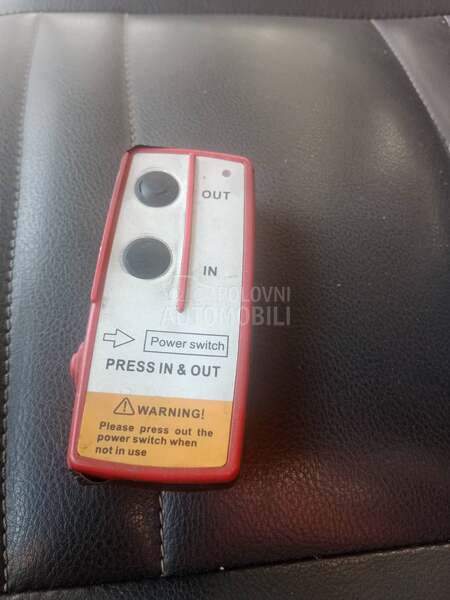 OUT
IN
POLOVNI
AUTOMOBILI
Power switch
PRESS IN & OUT
WARNING!
Please press out the
power switch when
not in use